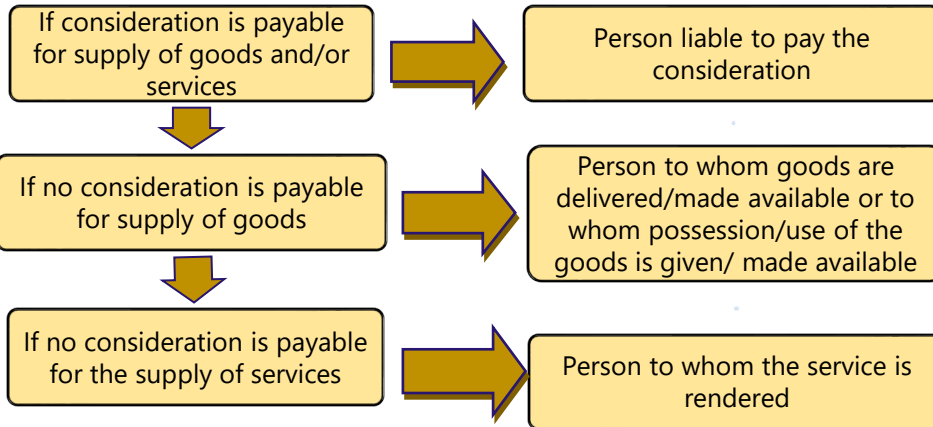 If consideration is payable
for supply of goods and/or
services
Person liable to pay the
consideration
If no consideration is payable
for supply of goods
Person to whom goods are
delivered/made available or to
whom possession/use of the
goods is given/ made available
If no consideration is payable
for the supply of services
Person to whom the service is
rendered